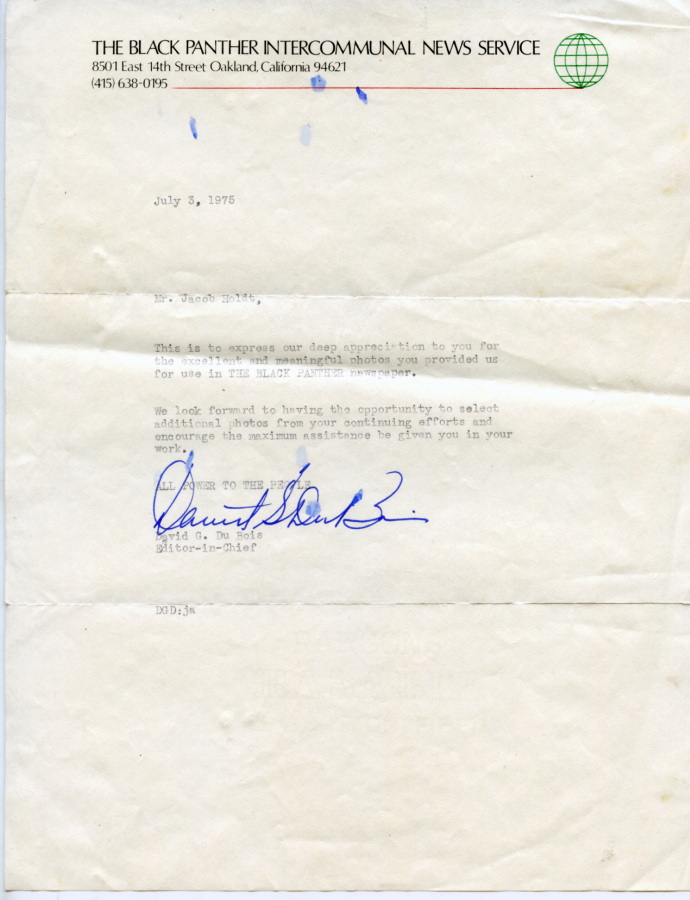 THE BLACK PANTHER INTERCOMMUNAL NEWS SERVICE
8501 East 14th Street Oakland, California 94621
(415) 638-0195
July 3, 1975
Mr. Jacob Holdt,
This is to express our deep appreciation to you for
the excellent and meaningful photos you provided us
for use in THE BLACK PANTHER newspaper.
We look forward to having the opportunity to select
additional photos from your continuing efforts and
encourage the maximum assistance be given you in your
work.
ALL POWER TO THE PEOPLE
David G Du Bois
David G. Du Bois
Editor-in-Chief
DGD:ja